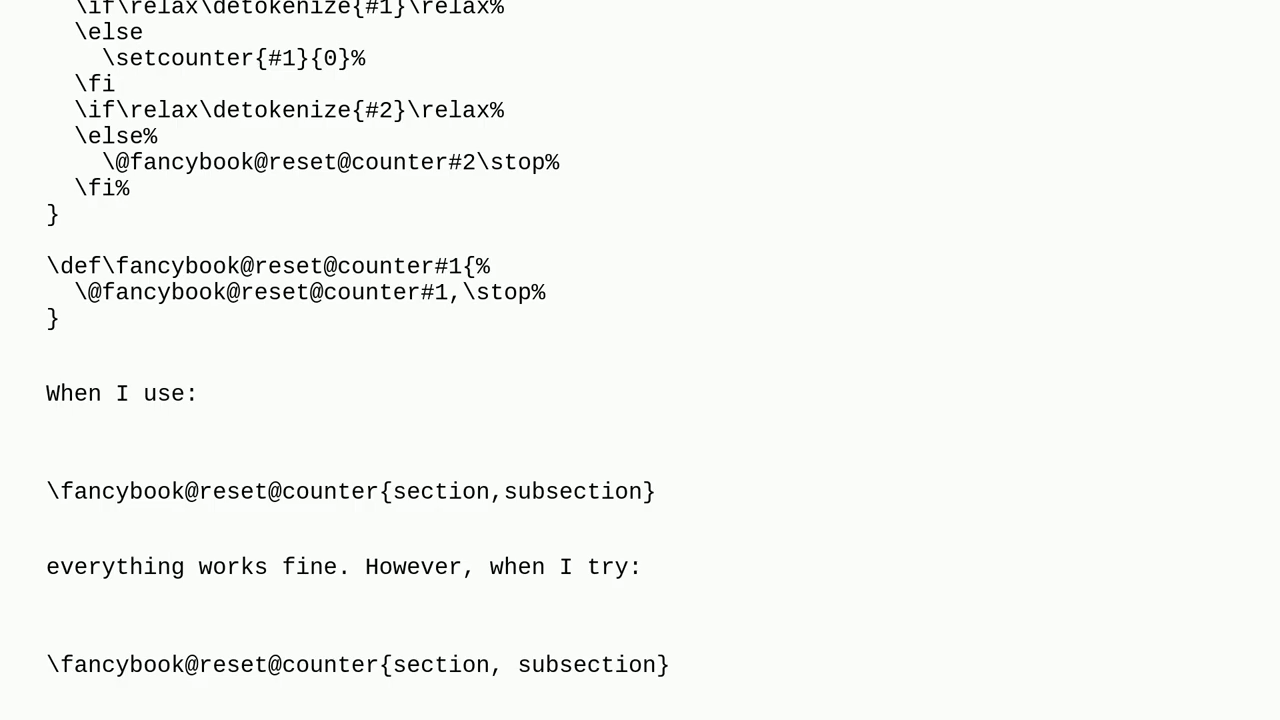 \if\relax\detokenize{#1}\relax%
\else
\setcounter{#1}{0}%
\fi
\if\relax\detokenize{#2}\relax%
\else%
\@fancybook@reset@counter#2\stop%
\fi%
}
\def\fancybook@reset@counter#1{%
\@fancybook@reset@counter#1,\stop%
}
When I use:
\fancybook@reset@counter{section,subsection}
everything works fine. However, when I try:
\fancybook@reset@counter{section, subsection}